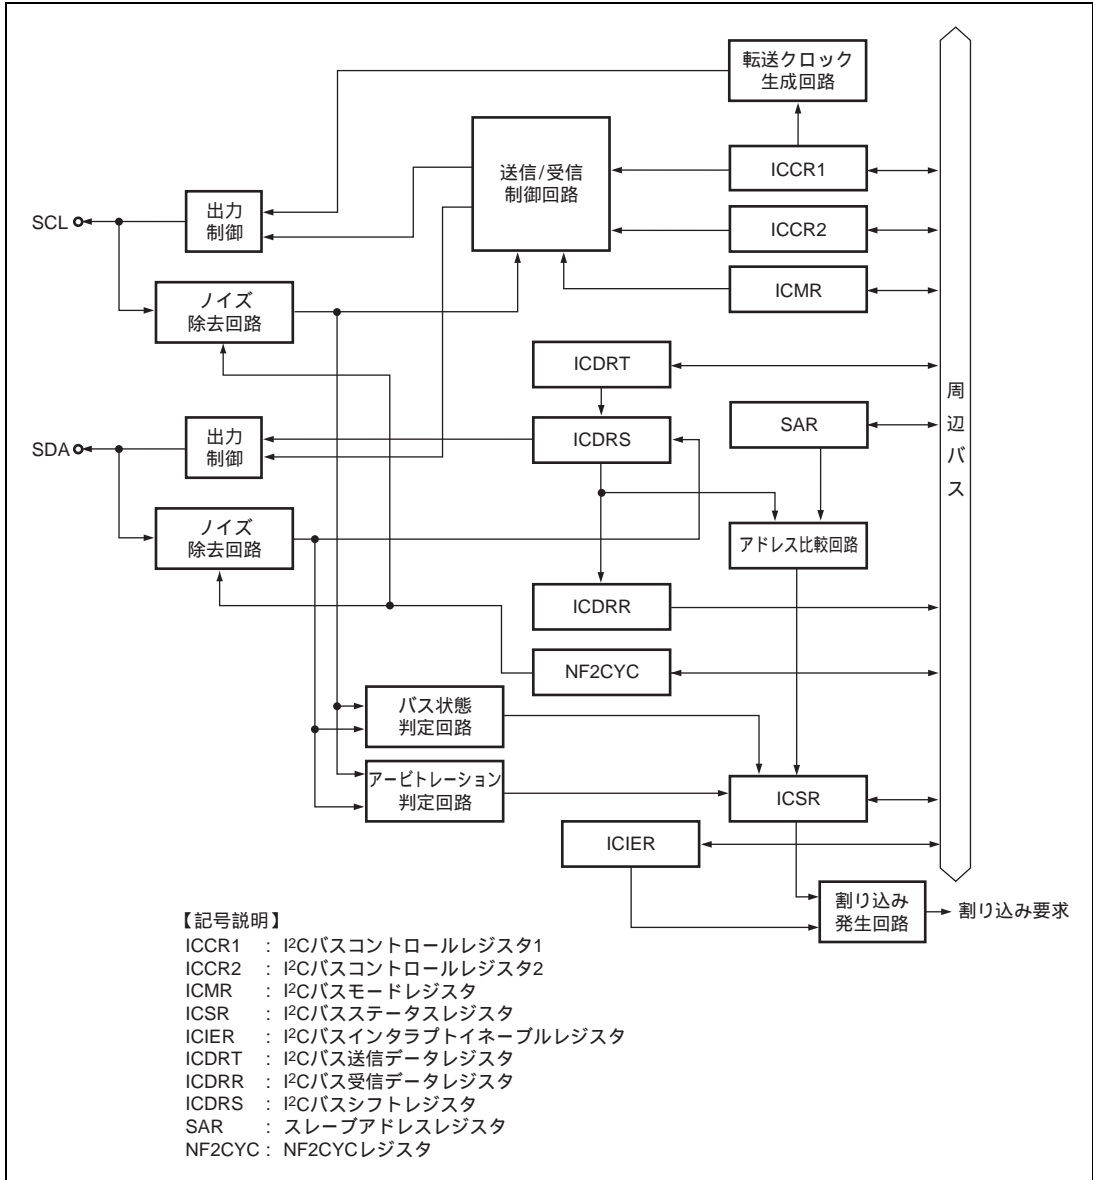 転送クロック
生成回路
送信/受信
制御回路
ICCR1
SCL
出力
制御
ICCR2
ICMR
ノイズ
除去回路
ICDRT
周辺バス
SDA
出力
制御
ICDRS
SAR
ノイズ
除去回路
アドレス比較回路
ICDRR
NF2CYC
バス状態
判定回路
アービトレーション
判定回路
ICSR
ICIER
割り込み
発生回路
割り込み要求
【記号説明】
ICCR1 : I²Cバスコントロールレジスタ1
ICCR2 : I²Cバスコントロールレジスタ2
ICMR : I²Cバスモードレジスタ
ICSR : I²Cバスステータスレジスタ
ICIER : I²Cバスインタラプトイネーブルレジスタ
ICDRT : I²Cバス送信データレジスタ
ICDRR : I²Cバス受信データレジスタ
ICDRS : I²Cバスシフトレジスタ
SAR : スレーブアドレスレジスタ
NF2CYC : NF2CYCレジスタ